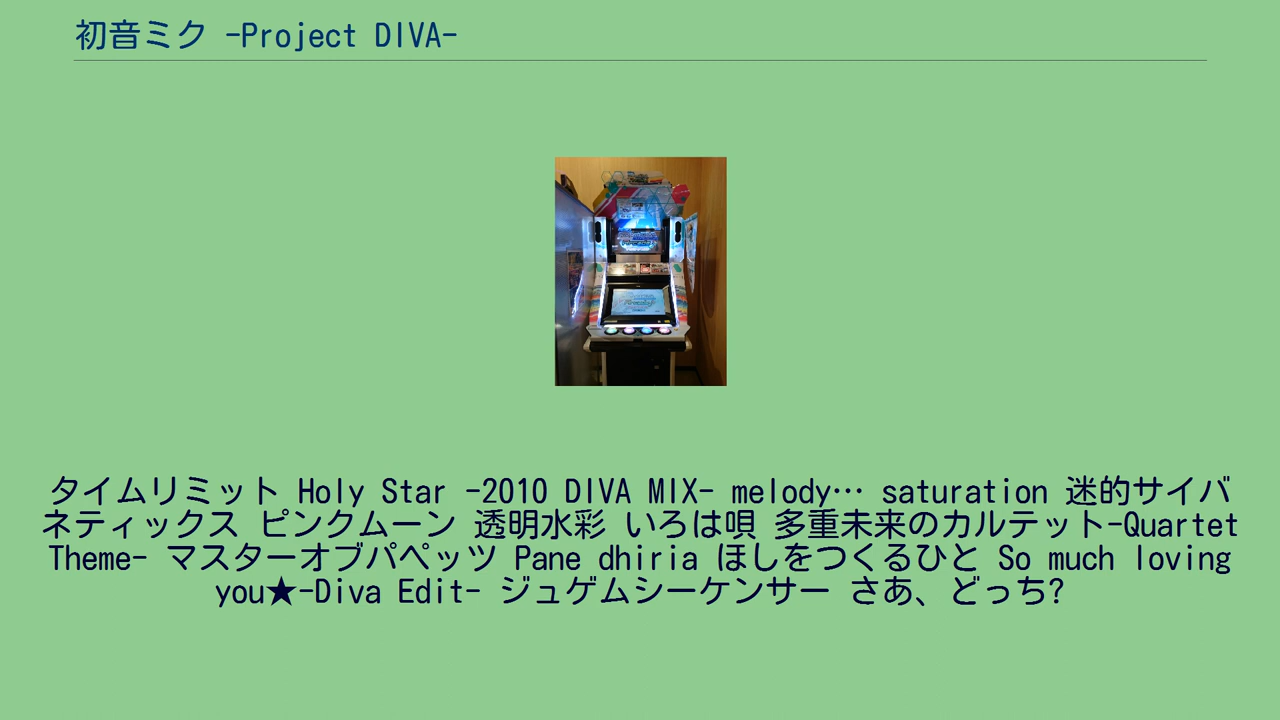 初音ミク -Project DIVA-
タイムリミット Holy Star -2010 DIVA MIX- melody… saturation 迷的サイバ
ネティックス ピンクムーン 透明水彩 いろは唄 多重未来のカルテット-Quartet
Theme- マスターオブパペッツ Pane dhiria ほしをつくるひと So much loving
you★-Diva Edit- ジュゲムシーケンサー さあ、どっち?